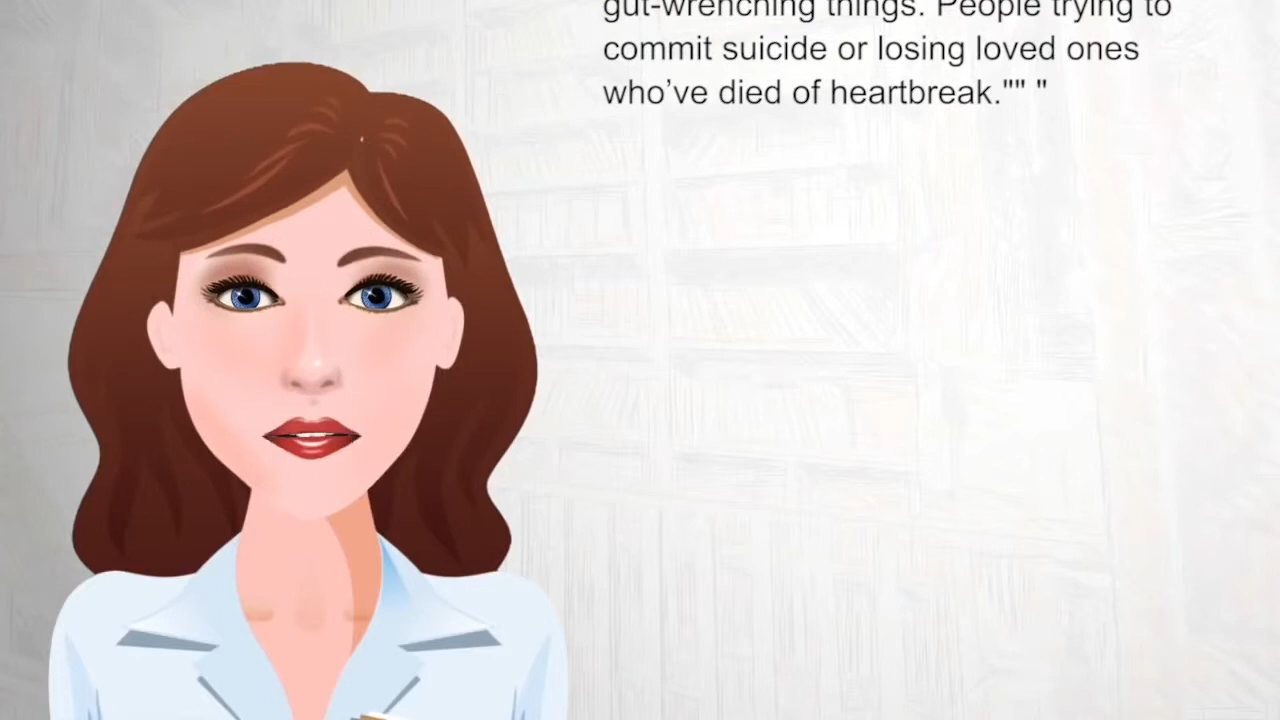 gut-wrenching things. People trying to
commit suicide or losing loved ones
who’ve died of heartbreak."" "